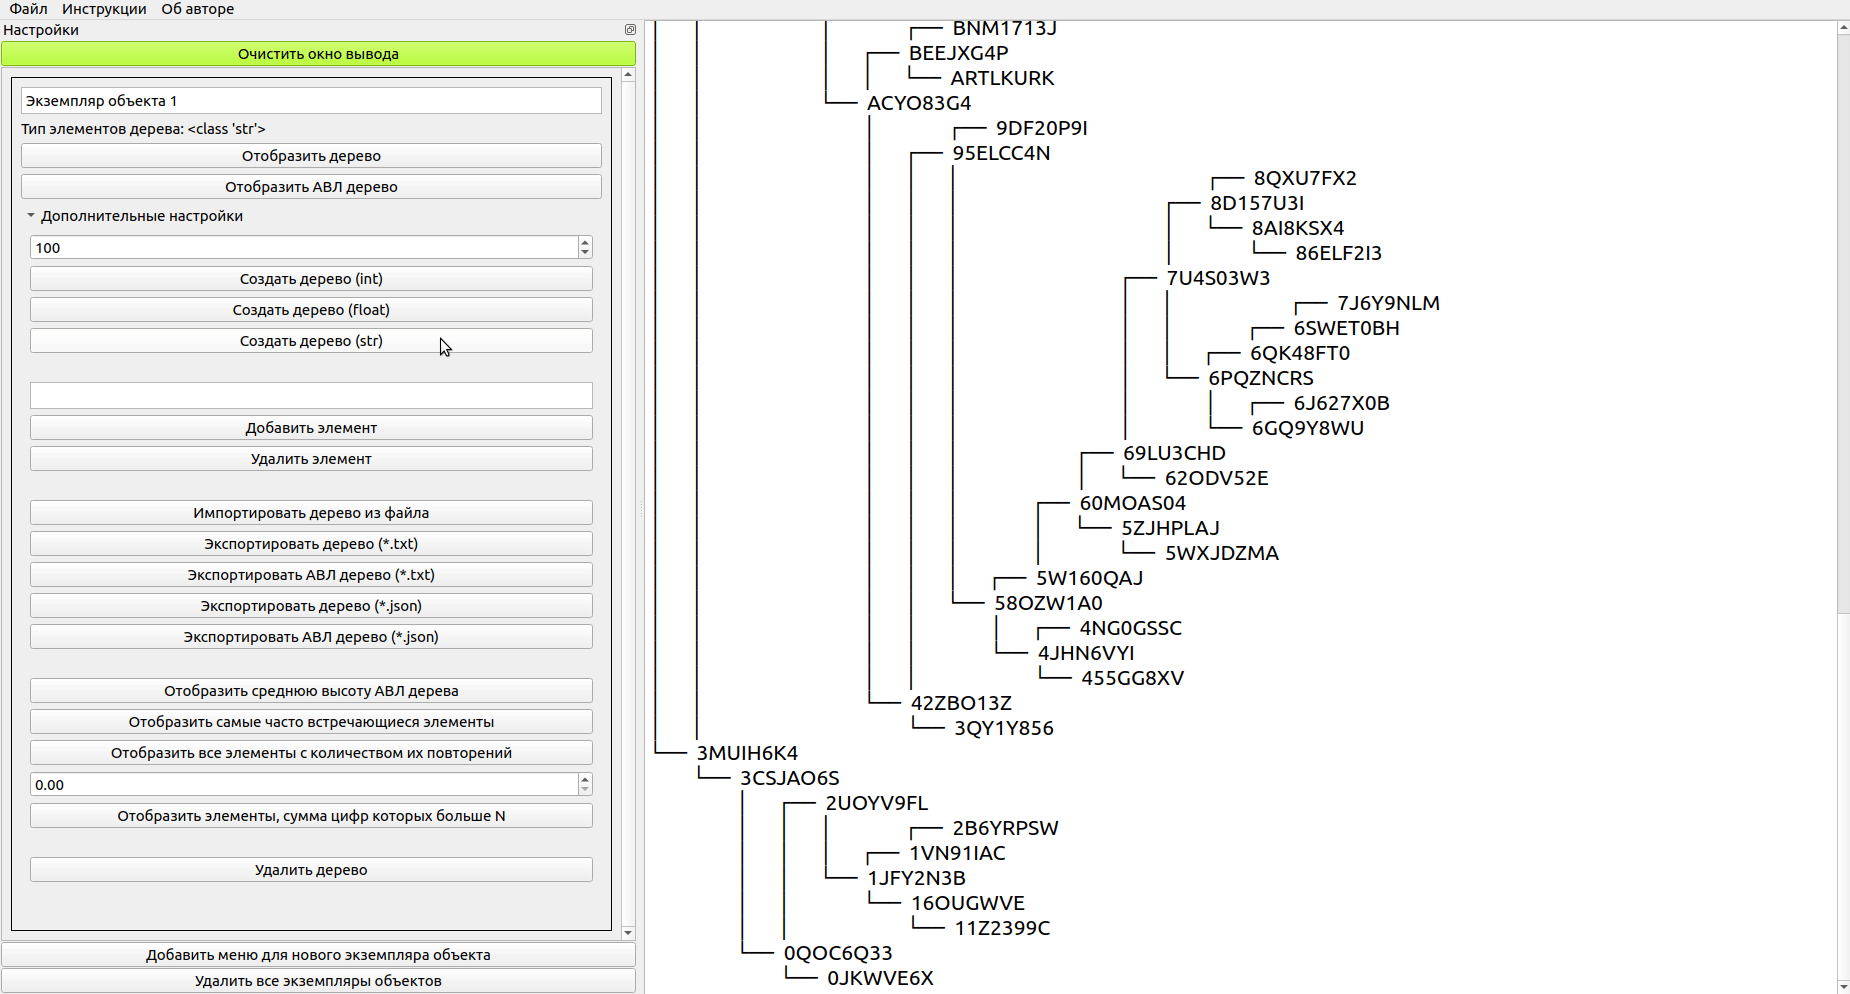 Файл Инструкции Об авторе
Настройки
Очистить окно вывода
Экземпляр объекта 1
Тип элементов дерева: <class 'str'>
Отобразить дерево
Отобразить АВЛ дерево
Дополнительные настройки
100
Создать дерево (int)
Создать дерево (float)
Создать дерево (str)
Добавить элемент
Удалить элемент
Импортировать дерево из файла
Экспортировать дерево (*.txt)
Экспортировать АВЛ дерево (*.txt)
Экспортировать дерево (*.json)
Экспортировать АВЛ дерево (*.json)
Отобразить среднюю высоту АВЛ дерева
Отобразить самые часто встречающиеся элементы
Отобразить все элементы с количеством их повторений
0.00
Отобразить элементы, сумма цифр которых больше N
Удалить дерево
Добавить меню для нового экземпляра объекта
Удалить все экземпляры объектов
BNM1713J
BEEJXG4P
ARTLKURK
ACYO83G4
9DF20P9I
95ELCC4N
8QXU7FX2
8D157U3I
8AI8KSX4
86ELF2I3
7U4S03W3
7J6Y9NLM
6SWET0BH
6QK48FT0
6PQZNCRS
6J627X0B
6GQ9Y8WU
69LU3CHD
62ODV52E
60MOAS04
5ZJHPLAJ
5WXJDZMA
5W160QAJ
58OZW1A0
4NG0GSSC
4JHN6VYI
455GG8XV
42ZBO13Z
3QY1Y856
3MUIH6K4
3CSJAO6S
2UOYV9FL
2B6YRPSW
1VN91IAC
1JFY2N3B
16OUGWVE
11Z2399C
0QOC6Q33
0JKWVE6X